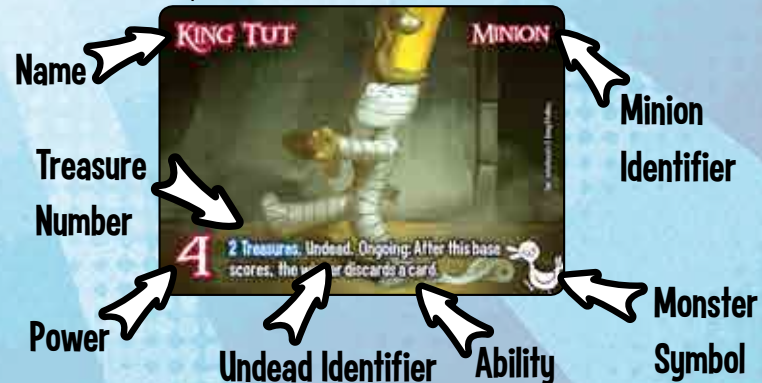 KING TUT
MINION
Name
Minion
Identifier
Treasure
Number
4
2 Treasures. Undead. Ongoing: After this base
scores, the discards a card.
Power
Undead Identifier
Ability
Monster
Symbol